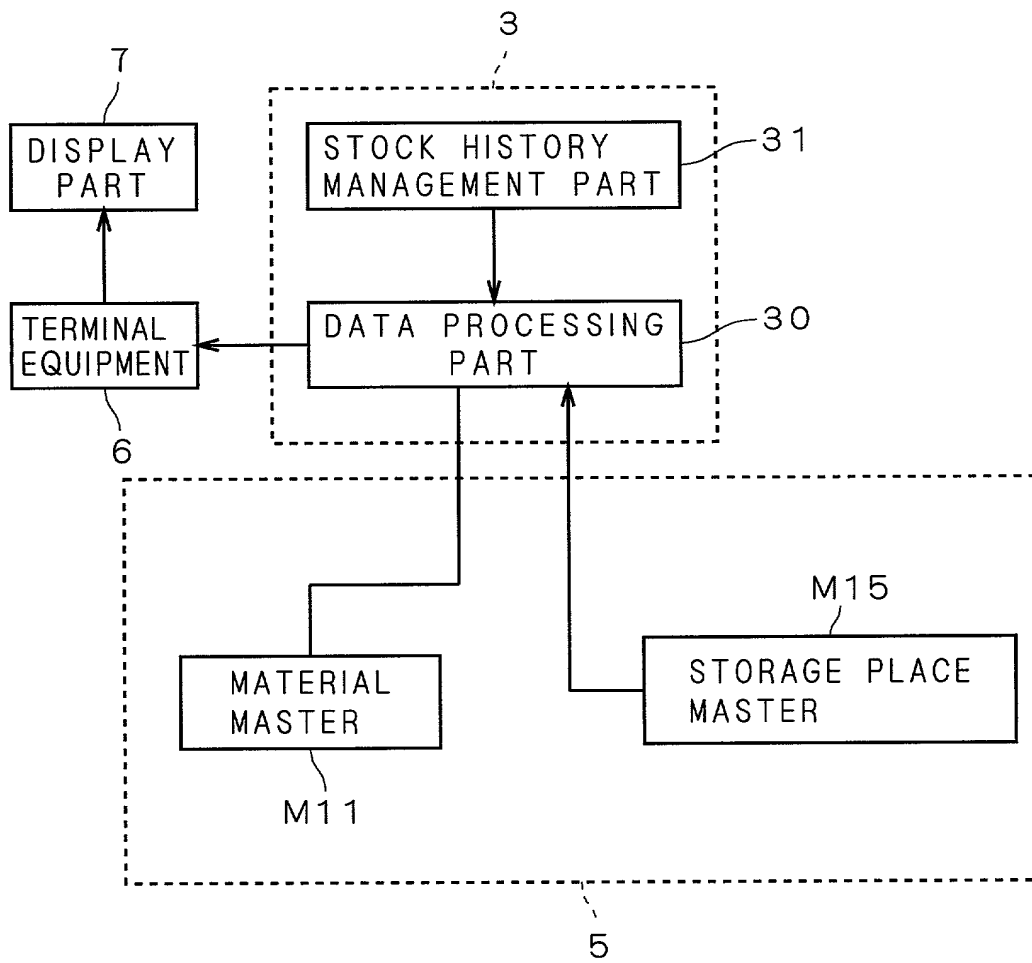 3
7
DISPLAY
PART
STOCK HISTORY
MANAGEMENT PART
31
TERMINAL
EQUIPMENT
DATA PROCESSING
PART
30
6
M15
MATERIAL
MASTER
STORAGE PLACE
MASTER
M11
5